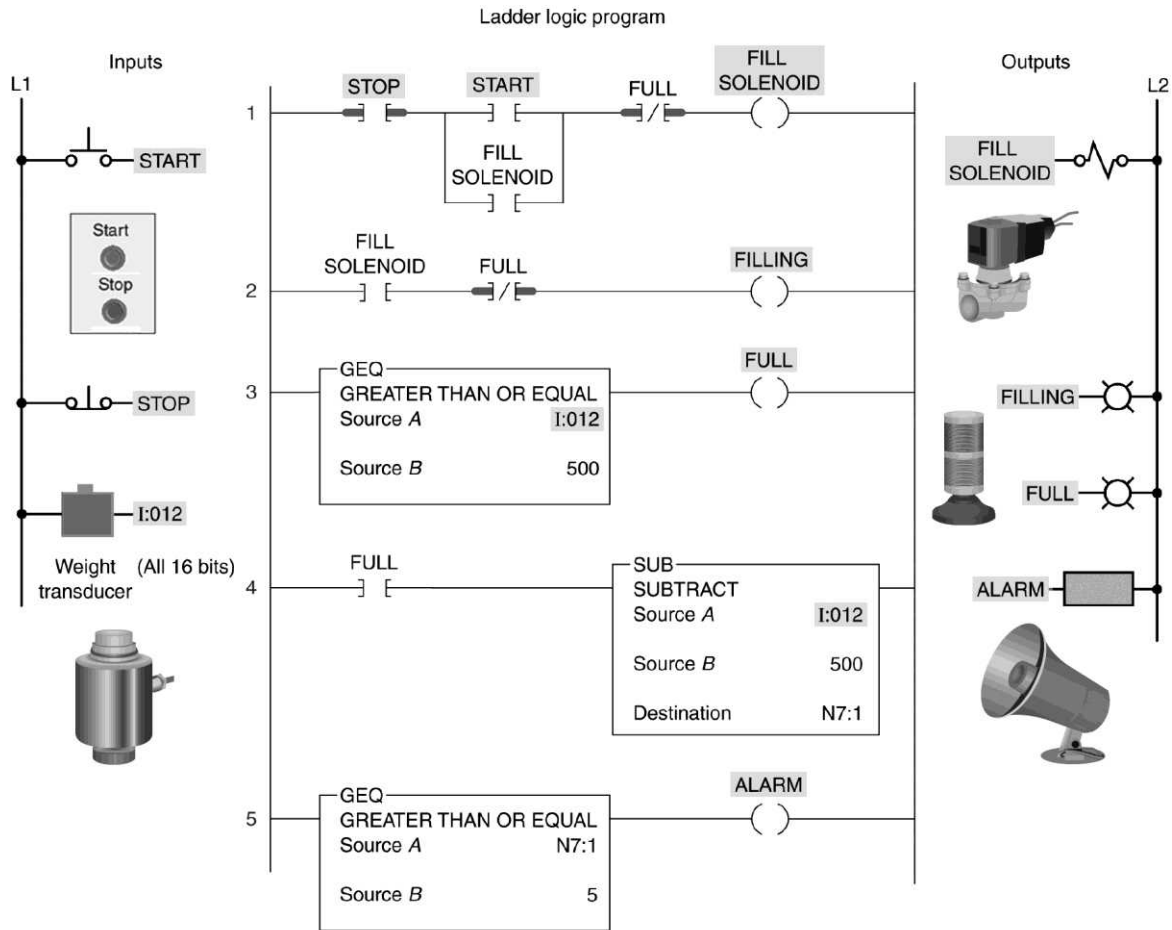 Ladder logic program
Inputs
L1
START
Start
Stop
STOP
I:012
Weight transducer
(All 16 bits)
1
STOP
START
FULL
FILL SOLENOID
FILL SOLENOID
2
FILL SOLENOID
FULL
FILLING
3
GEQ
GREATER THAN OR EQUAL
Source A I:012
Source B 500
FULL
4
FULL
SUB
SUBTRACT
Source A I:012
Source B 500
Destination N7:1
5
GEQ
GREATER THAN OR EQUAL
Source A N7:1
Source B 5
ALARM
Outputs
L2
FILL SOLENOID
FILLING
FULL
ALARM